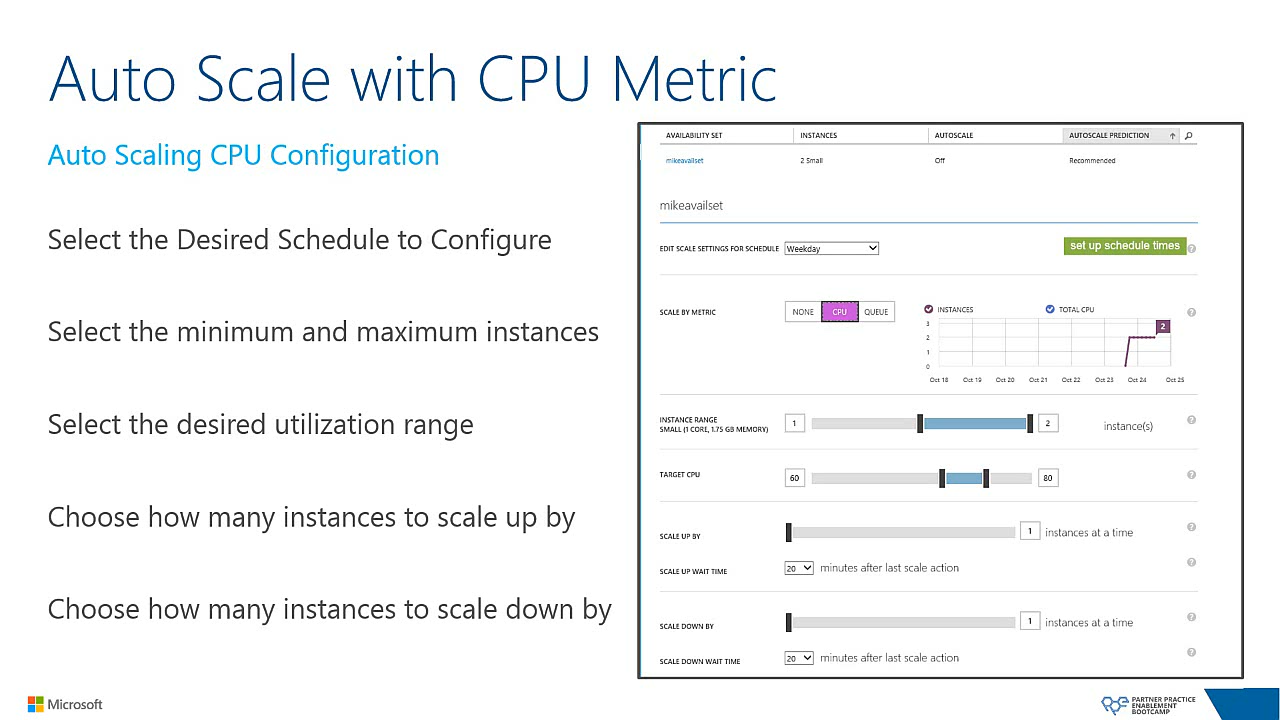 Auto Scale with CPU Metric
Auto Scaling CPU Configuration
Select the Desired Schedule to Configure
Select the minimum and maximum instances
Select the desired utilization range
Choose how many instances to scale up by
Choose how many instances to scale down by
AVAILABILITY SET INSTANCES AUTOSCALE AUTOSCALE PREDICTION
mikeavailset 2 Small Off Recommended
mikeavailset
EDIT SCALE SETTINGS FOR SCHEDULE Weekday set up schedule times ?
SCALE BY METRIC NONE CPU QUEUE INSTANCES TOTAL CPU ?
3
2
1
0
2
Oct 18 Oct 19 Oct 20 Oct 21 Oct 22 Oct 23 Oct 24 Oct 25
INSTANCE RANGE
SMALL (1 CORE, 1.75 GB MEMORY) 1 2 instance(s) ?
TARGET CPU 60 80 ?
SCALE UP BY 1 instances at a time ?
SCALE UP WAIT TIME 20 minutes after last scale action ?
SCALE DOWN BY 1 instances at a time ?
SCALE DOWN WAIT TIME 20 minutes after last scale action ?
Microsoft
PARTNER PRACTICE
ENABLEMENT
BOOTCAMP